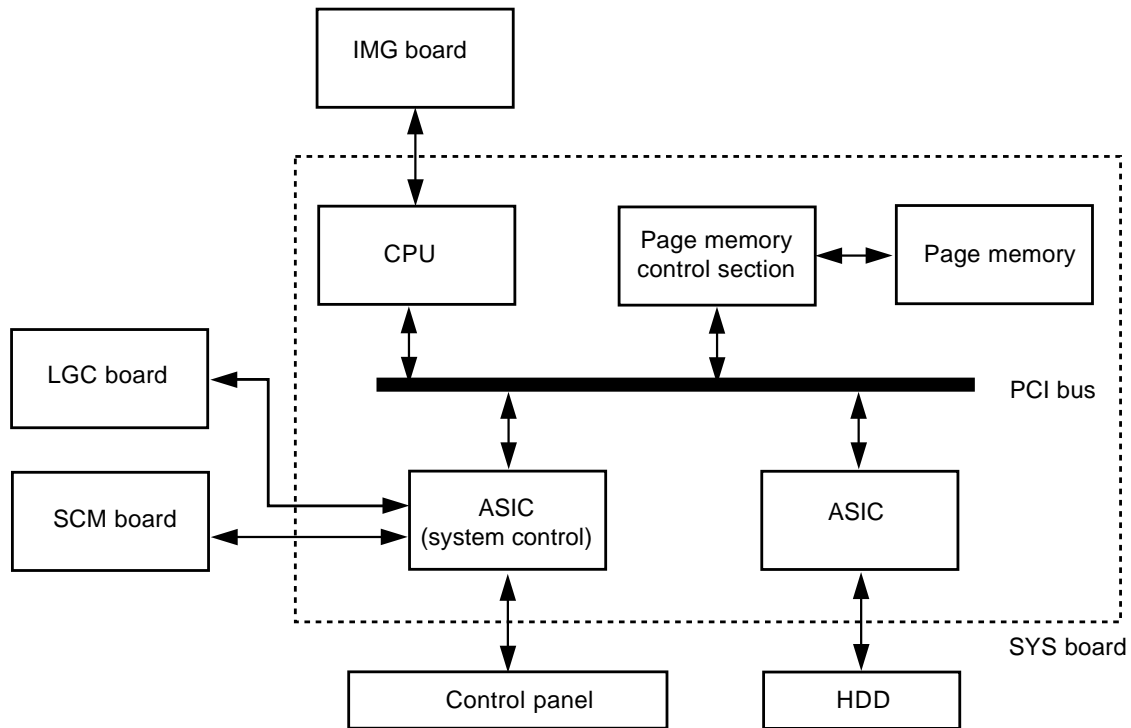 IMG board
CPU
Page memory
control section
Page memory
LGC board
PCI bus
SCM board
ASIC
(system control)
ASIC
SYS board
Control panel
HDD